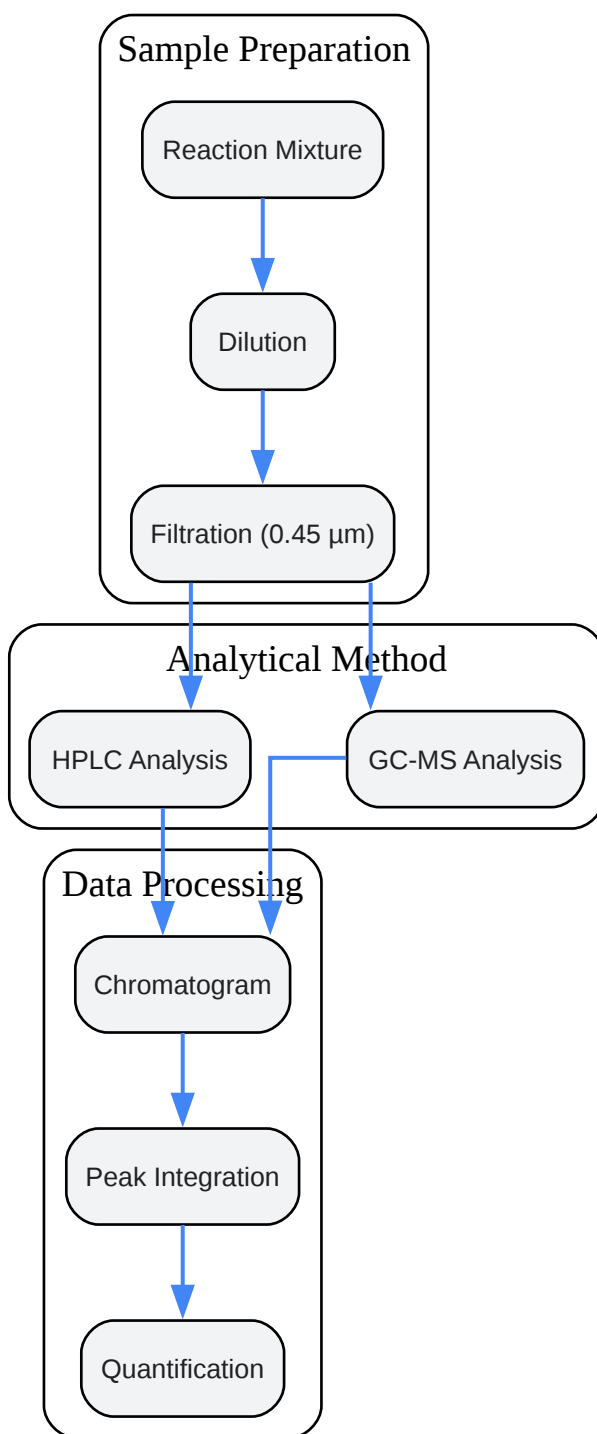 Sample Preparation
Reaction Mixture
Dilution
Filtration (0.45 µm)
Analytical Method
HPLC Analysis
GC-MS Analysis
Data Processing
Chromatogram
Peak Integration
Quantification